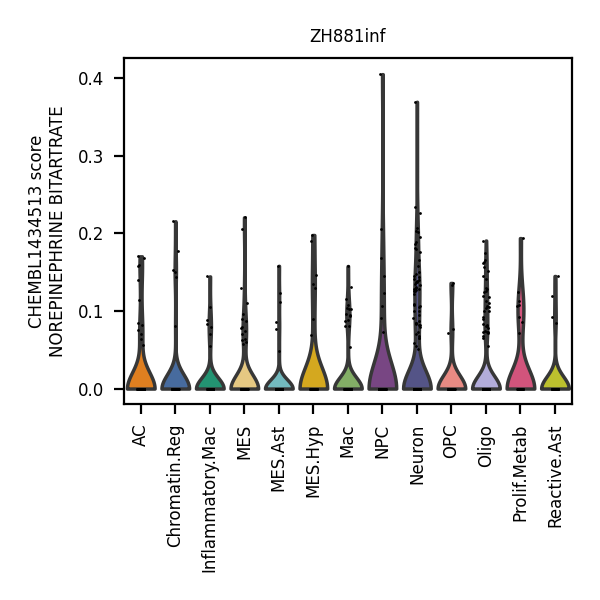 ZH881inf
CHEMBL1434513 score
NOREPINEPHRINE BITARTRATE
0.4
0.3
0.2
0.1
0.0
AC
Chromatin.Reg
Inflammatory.Mac
MES
MES.Ast
MES.Hyp
Mac
NPC
Neuron
OPC
Oligo
Prolif.Metab
Reactive.Ast